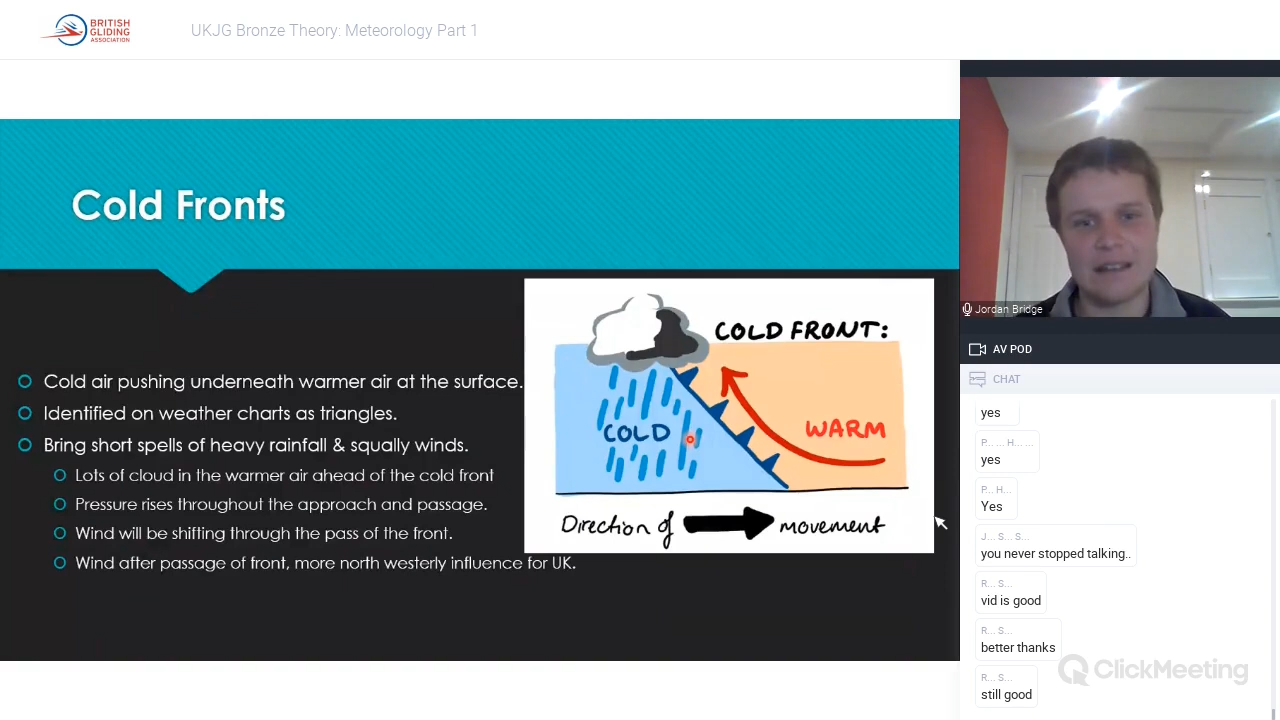 BRITISH
GLIDING
ASSOCIATION
UKJG Bronze Theory: Meteorology Part 1
Cold Fronts
Cold air pushing underneath warmer air at the surface.
Identified on weather charts as triangles.
Bring short spells of heavy rainfall & squally winds.
Lots of cloud in the warmer air ahead of the cold front
Pressure rises throughout the approach and passage.
Wind will be shifting through the pass of the front.
Wind after passage of front, more north westerly influence for UK.
COLD FRONT:
COLD
WARM
Direction of movement
Jordan Bridge
AV POD
CHAT
yes
P... ... H... ...
yes
P... H...
Yes
J... S... S...
you never stopped talking..
R... S...
vid is good
R... S...
better thanks
R... S...
still good
ClickMeeting